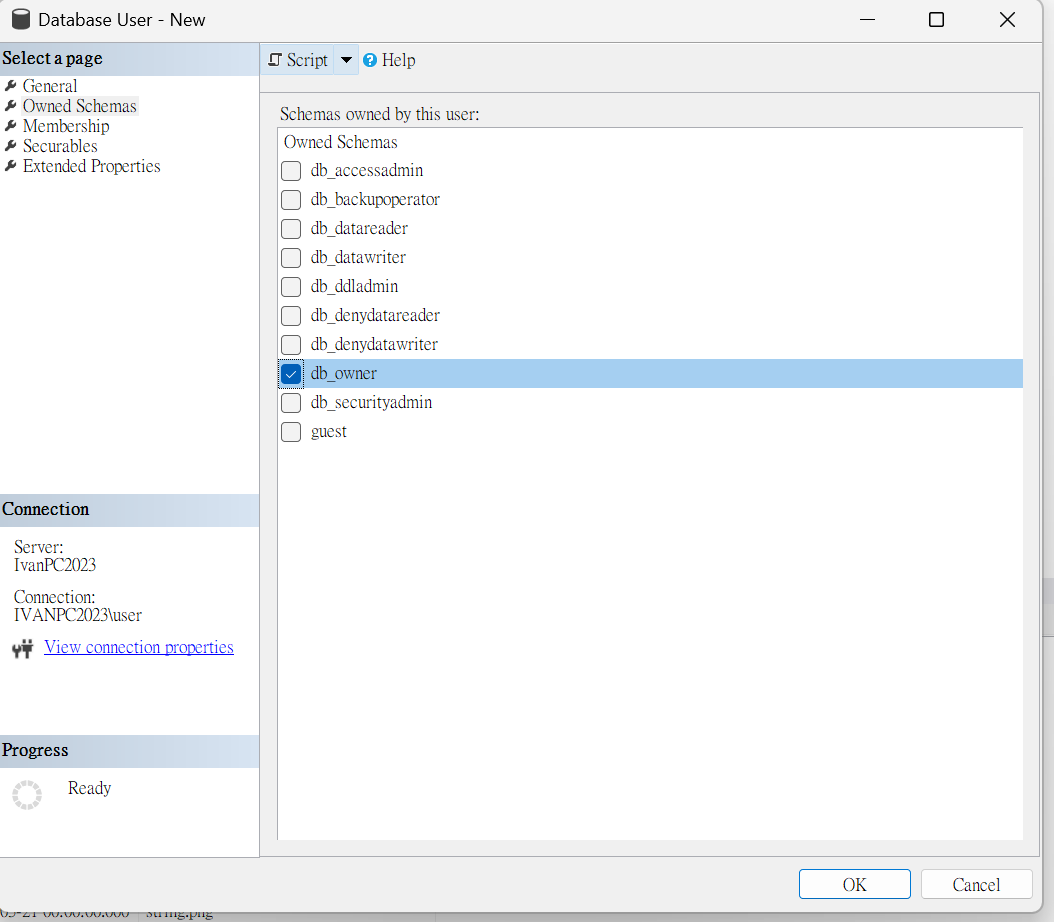 Database User - New
Select a page
Script
Help
General
Owned Schemas
Membership
Securables
Extended Properties
Schemas owned by this user:
Owned Schemas
db_accessadmin
db_backupoperator
db_datareader
db_datawriter
db_ddladmin
db_denydatareader
db_denydatawriter
db_owner
db_securityadmin
guest
Connection
Server:
IvanPC2023
Connection:
IVANPC2023\user
View connection properties
Progress
Ready
OK
Cancel
string.png